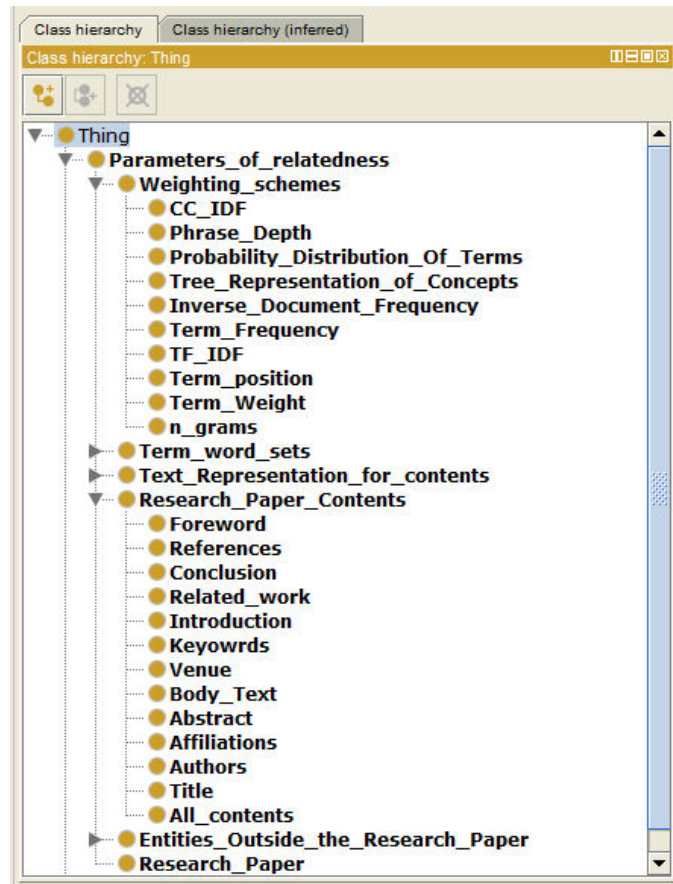 Class hierarchy Class hierarchy (inferred)
Class hierarchy: Thing
Thing
Parameters_of_relatedness
Weighting_schemes
CC_IDF
Phrase_Depth
Probability_Distribution_Of_Terms
Tree_Representation_of_Concepts
Inverse_Document_Frequency
Term_Frequency
TF_IDF
Term_position
Term_Weight
n_grams
Term_word_sets
Text_Representation_for_contents
Research_Paper_Contents
Foreword
References
Conclusion
Related_work
Introduction
Keyowrds
Venue
Body_Text
Abstract
Affiliations
Authors
Title
All_contents
Entities_Outside_the_Research_Paper
Research_Paper